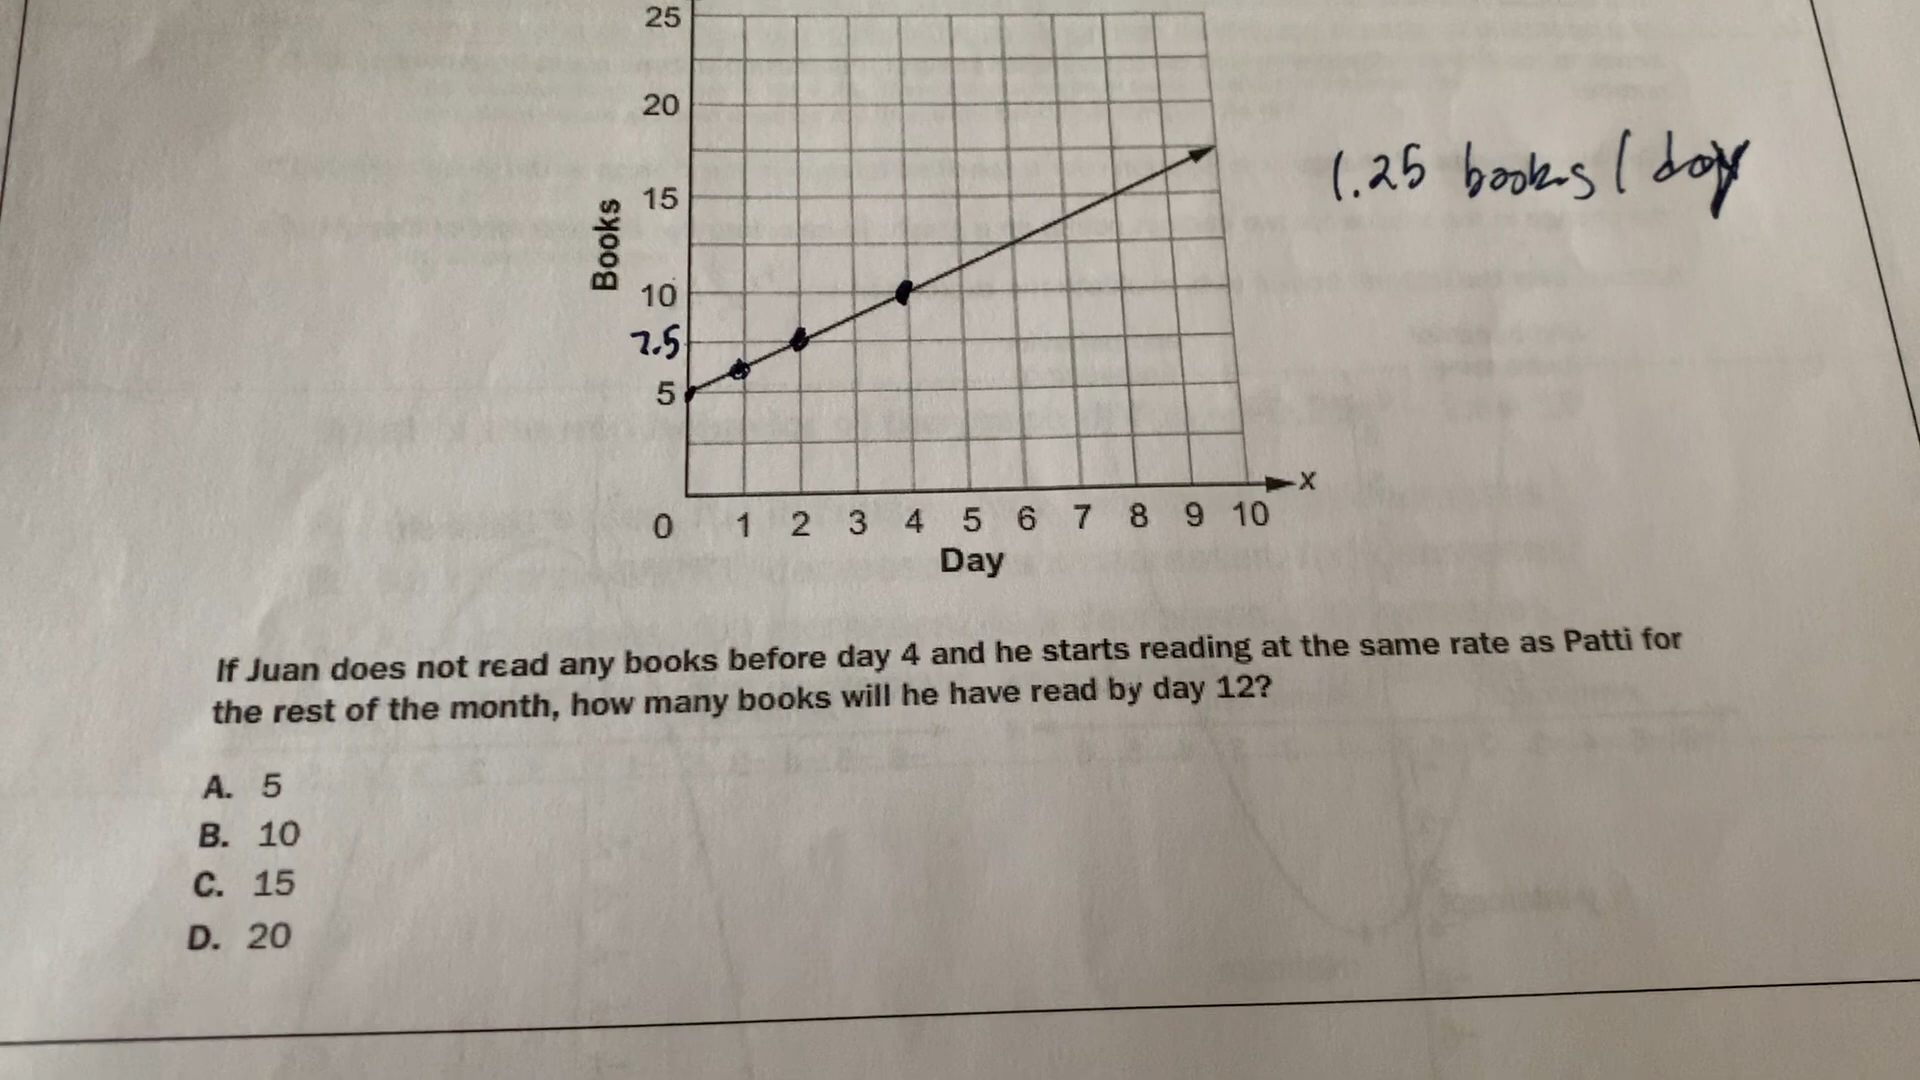 25
20
15
10
7.5
5
Books
1.25 books / day
x
0 1 2 3 4 5 6 7 8 9 10
Day
If Juan does not read any books before day 4 and he starts reading at the same rate as Patti for
the rest of the month, how many books will he have read by day 12?
A. 5
B. 10
C. 15
D. 20